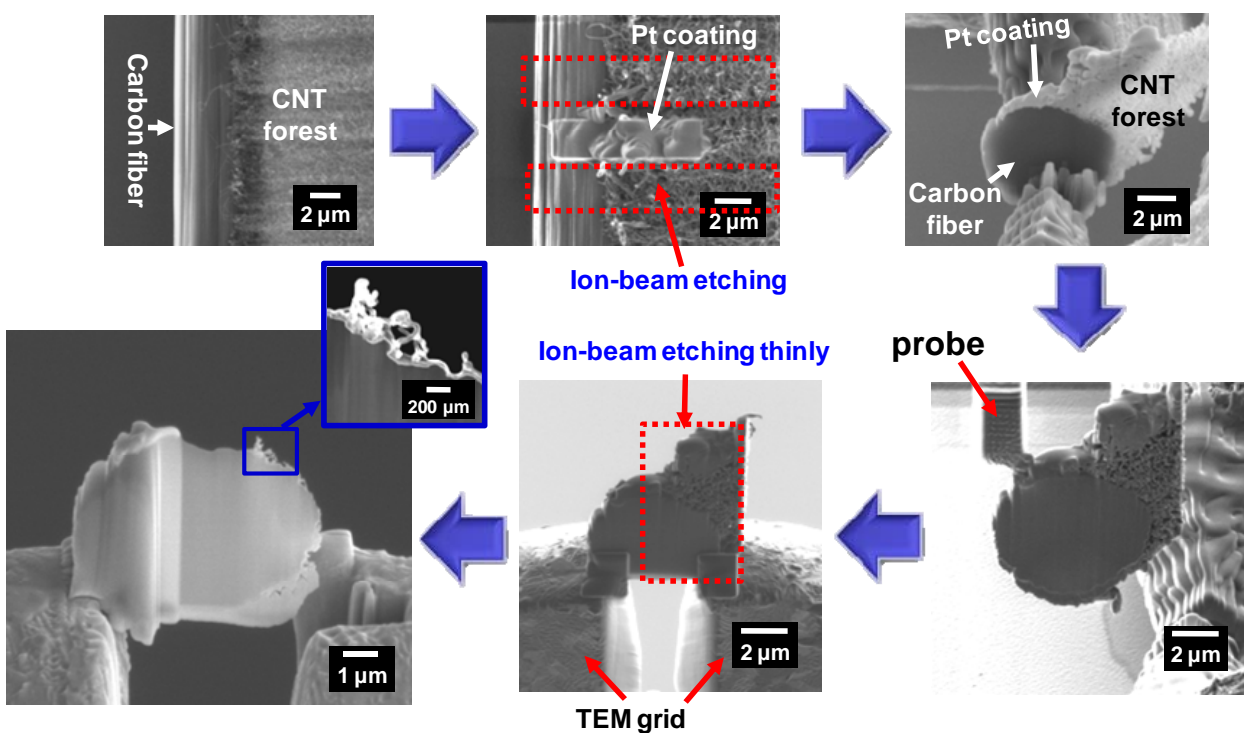 Carbon fiber
CNT
forest
2 µm
Pt coating
2 µm
Ion-beam etching
Pt coating
CNT
forest
Carbon
fiber
2 µm
200 µm
1 µm
Ion-beam etching thinly
2 µm
TEM grid
probe
2 µm